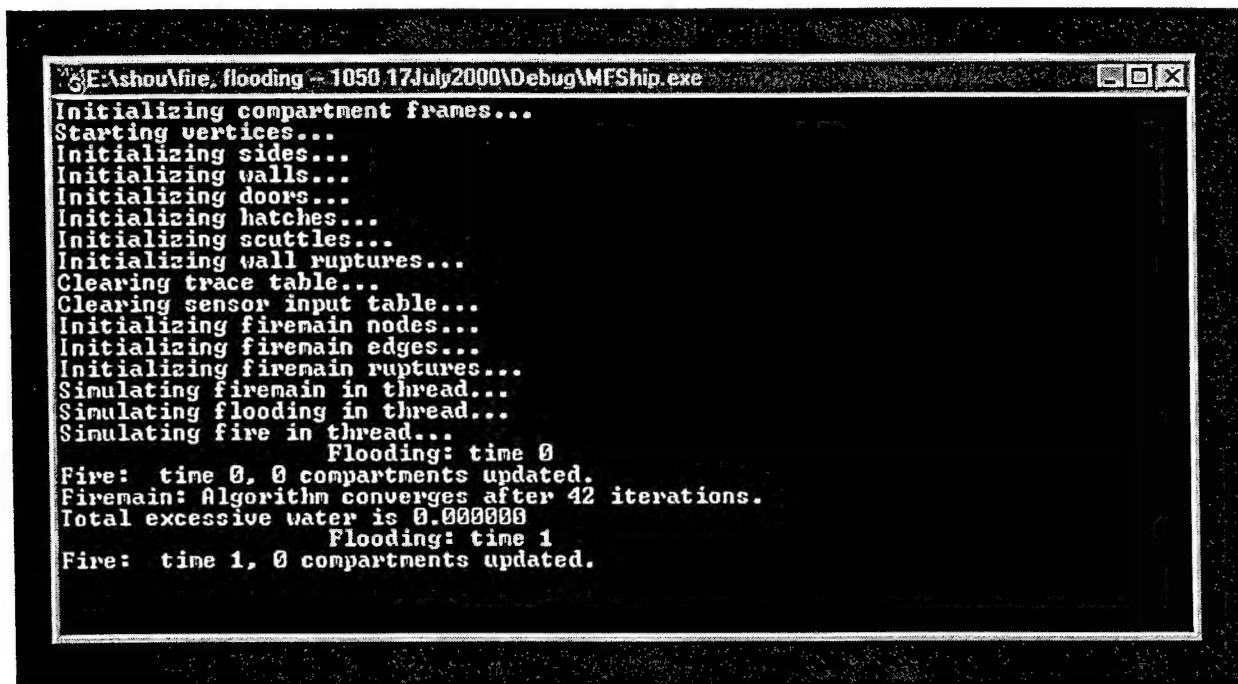 E:\shou\fire, flooding - 1050 17July2000\Debug\MFShip.exe
Initializing compartment frames...
Starting vertices...
Initializing sides...
Initializing walls...
Initializing doors...
Initializing hatches...
Initializing scuttles...
Initializing wall ruptures...
Clearing trace table...
Clearing sensor input table...
Initializing firemain nodes...
Initializing firemain edges...
Initializing firemain ruptures...
Simulating firemain in thread...
Simulating flooding in thread...
Simulating fire in thread...
Flooding: time 0
Fire:  time 0, 0 compartments updated.
Firemain: Algorithm converges after 42 iterations.
Total excessive water is 0.000000
Flooding: time 1
Fire:  time 1, 0 compartments updated.